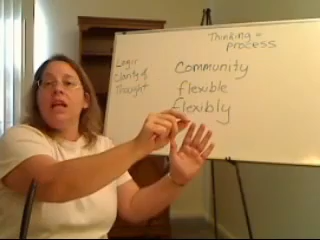 Thinking &
process
Logic
Clarity of
Thought
Community
flexible
flexibly